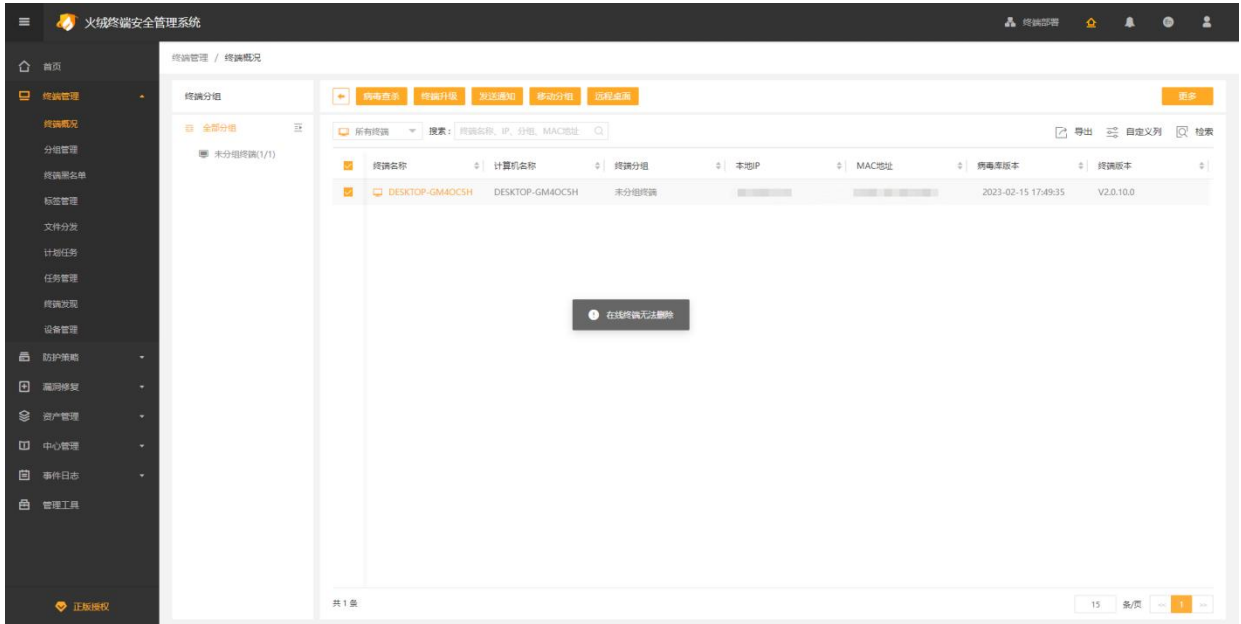 火绒终端安全管理系统
终端部署
首页
终端管理
终端概况
分组管理
终端黑名单
标签管理
文件分发
计划任务
任务管理
终端发现
设备管理
防护策略
漏洞修复
资产管理
中心管理
事件日志
管理工具
正版授权
终端管理 / 终端概况
终端分组
全部分组
未分组终端(1/1)
病毒查杀 终端升级 发送通知 移动分组 远程桌面 更多
所有终端 搜索: 终端名称、IP、分组、MAC地址 导出 自定义列 检索
终端名称 计算机名称 终端分组 本地IP MAC地址 病毒库版本 终端版本
DESKTOP-GM4OCSH DESKTOP-GM4OCSH 未分组终端 2023-02-15 17:49:35 V2.0.10.0
在线终端无法删除
共 1 条 15 条/页 1